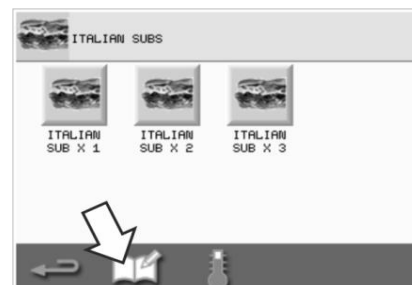 ITALIAN SUBS
ITALIAN
SUB X 1
ITALIAN
SUB X 2
ITALIAN
SUB X 3